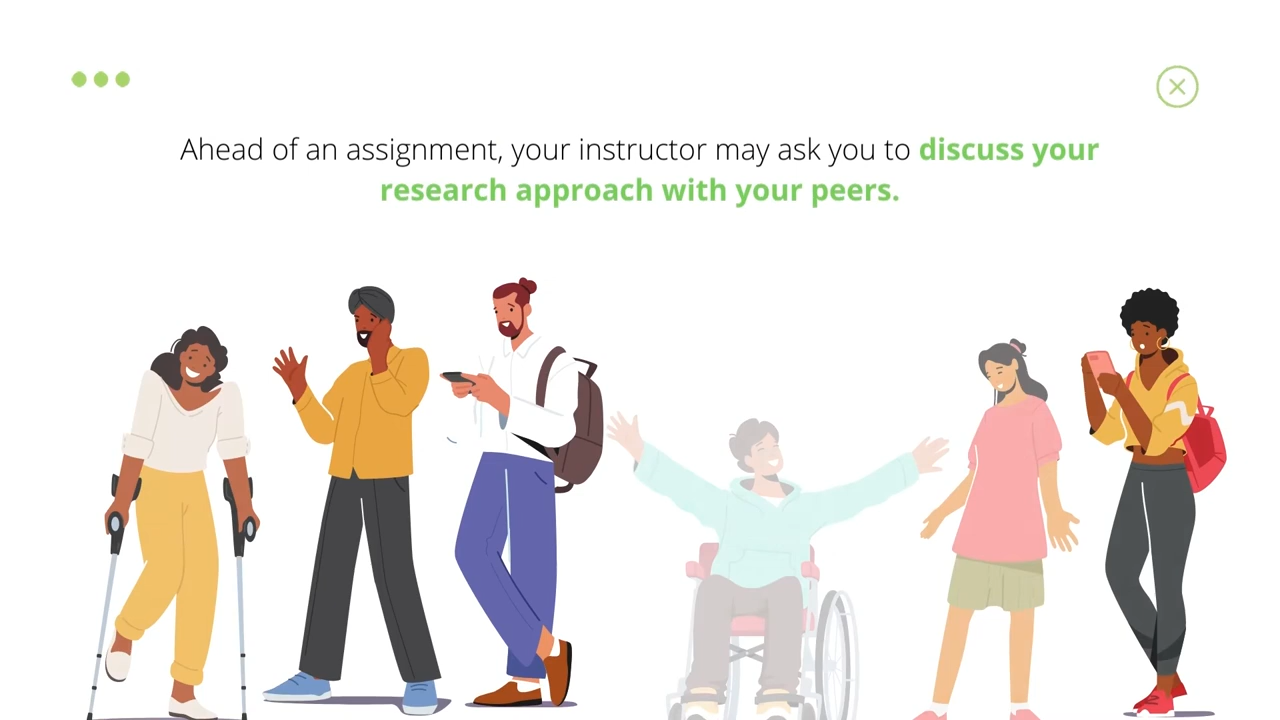 Ahead of an assignment, your instructor may ask you to discuss your
research approach with your peers.